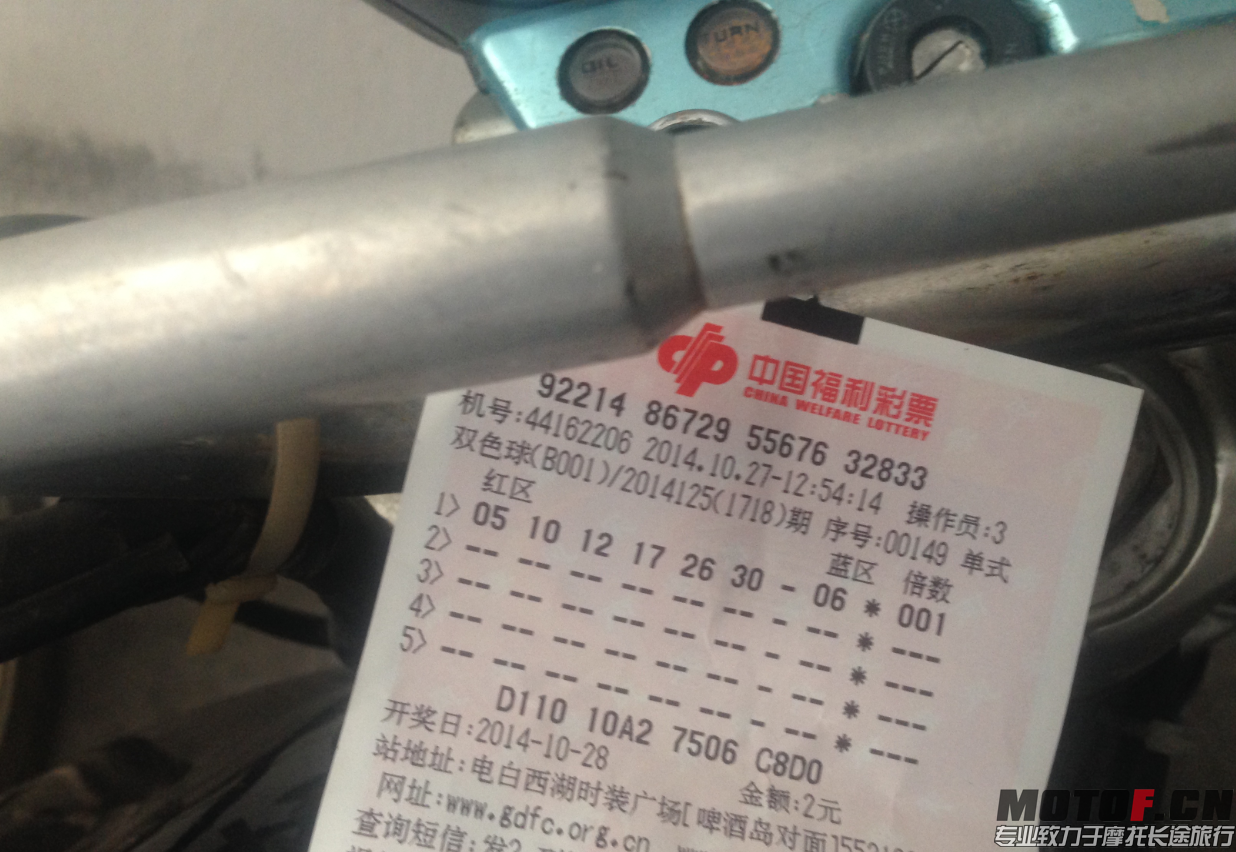 OIL
TURN
中国福利彩票
CHINA WELFARE LOTTERY
92214 86729 55676 32833
机号:44162206 2014.10.27-12:54:14 操作员:3
双色球(B001)/2014125(1718)期 序号:00149 单式
红区 蓝区 倍数
1> 05 10 12 17 26 30 - 06 * 001
2> -- -- -- -- -- -- - -- * ---
3> -- -- -- -- -- -- - -- * ---
4> -- -- -- -- -- -- - -- * ---
5> -- -- -- -- -- -- - -- * ---
D110 10A2 7506 C8D0
开奖日:2014-10-28 金额:2元
站地址:电白西湖时装广场[啤酒岛对面]
网址:www.gdfc.org.cn
查询短信:发
MOTOF.CN
专业致力于摩托长途旅行